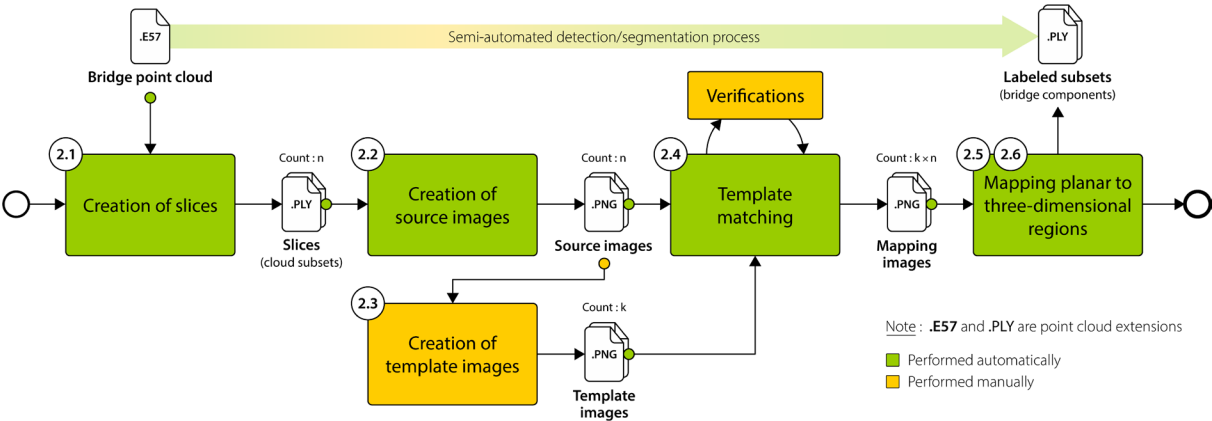 .E57
Semi-automated detection/segmentation process
.PLY
Bridge point cloud
Labeled subsets
(bridge components)
Verifications
2.1
Creation of slices
Count : n
.PLY
Slices
(cloud subsets)
2.2
Creation of
source images
Count : n
.PNG
Source images
2.4
Template
matching
Count : k × n
.PNG
Mapping
images
2.5
2.6
Mapping planar to
three-dimensional
regions
2.3
Creation of
template images
Count : k
.PNG
Template
images
Note : .E57 and .PLY are point cloud extensions
Performed automatically
Performed manually